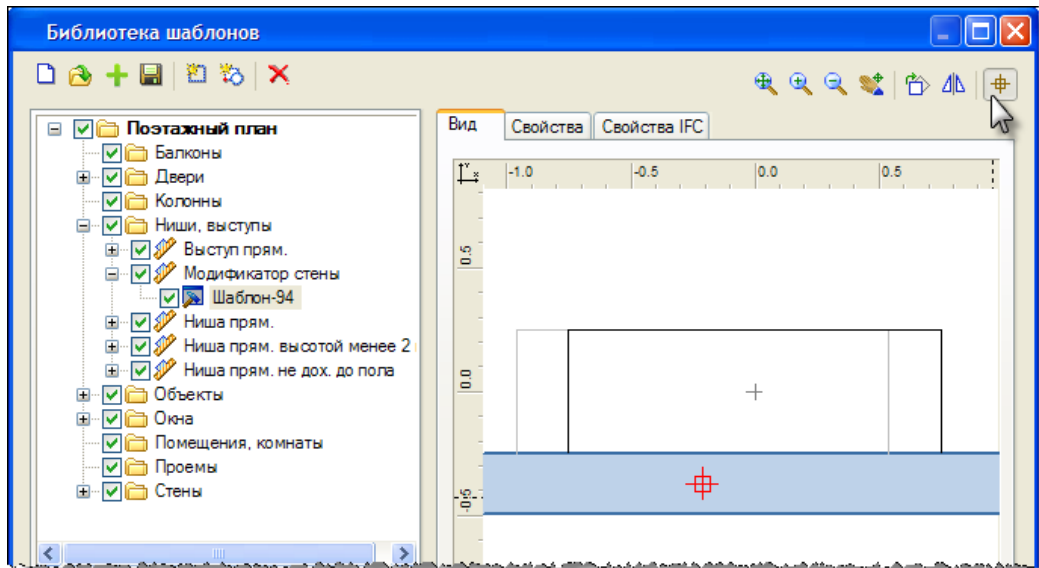 Библиотека шаблонов
Поэтажный план
Балконы
Двери
Колонны
Ниши, выступы
Выступ прям.
Модификатор стены
Шаблон-94
Ниша прям.
Ниша прям. высотой менее 2
Ниша прям. не дох. до пола
Объекты
Окна
Помещения, комнаты
Проемы
Стены
Вид
Свойства
Свойства IFC
Y
x
-1.0
-0.5
0.0
0.5
0.5
0.0
-0.5